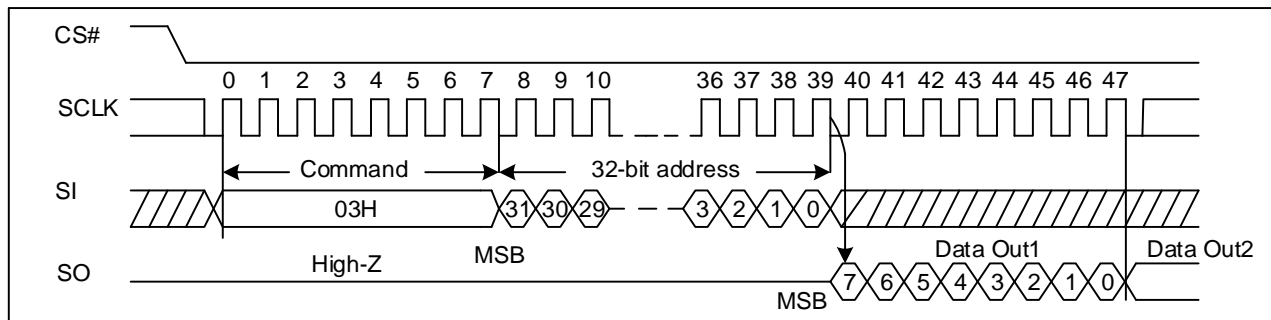 CS#
0 1 2 3 4 5 6 7 8 9 10 36 37 38 39 40 41 42 43 44 45 46 47
SCLK
Command 32-bit address
SI 03H 31 30 29 3 2 1 0
High-Z MSB Data Out1 Data Out2
SO 7 6 5 4 3 2 1 0
MSB